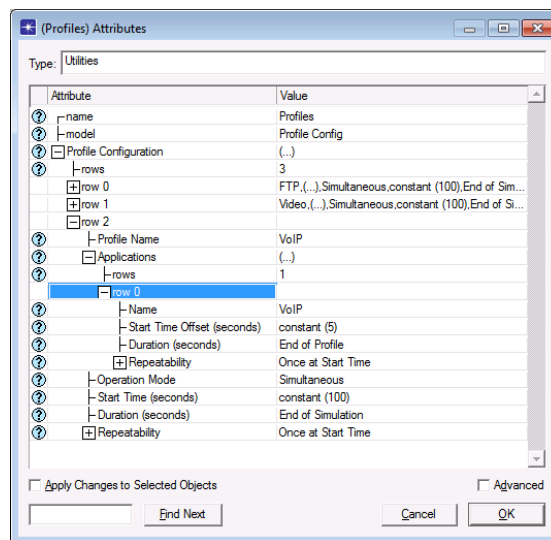 (Profiles) Attributes
Type: Utilities
Attribute Value
name Profiles
model Profile Config
Profile Configuration (...)
rows 3
row 0 FTP,(...),Simultaneous,constant (100),End of Sim...
row 1 Video,(...),Simultaneous,constant (100),End of Si...
row 2
Profile Name VoIP
Applications (...)
rows 1
row 0
Name VoIP
Start Time Offset (seconds) constant (5)
Duration (seconds) End of Profile
Repeatability Once at Start Time
Operation Mode Simultaneous
Start Time (seconds) constant (100)
Duration (seconds) End of Simulation
Repeatability Once at Start Time
Apply Changes to Selected Objects Advanced
Find Next Cancel OK